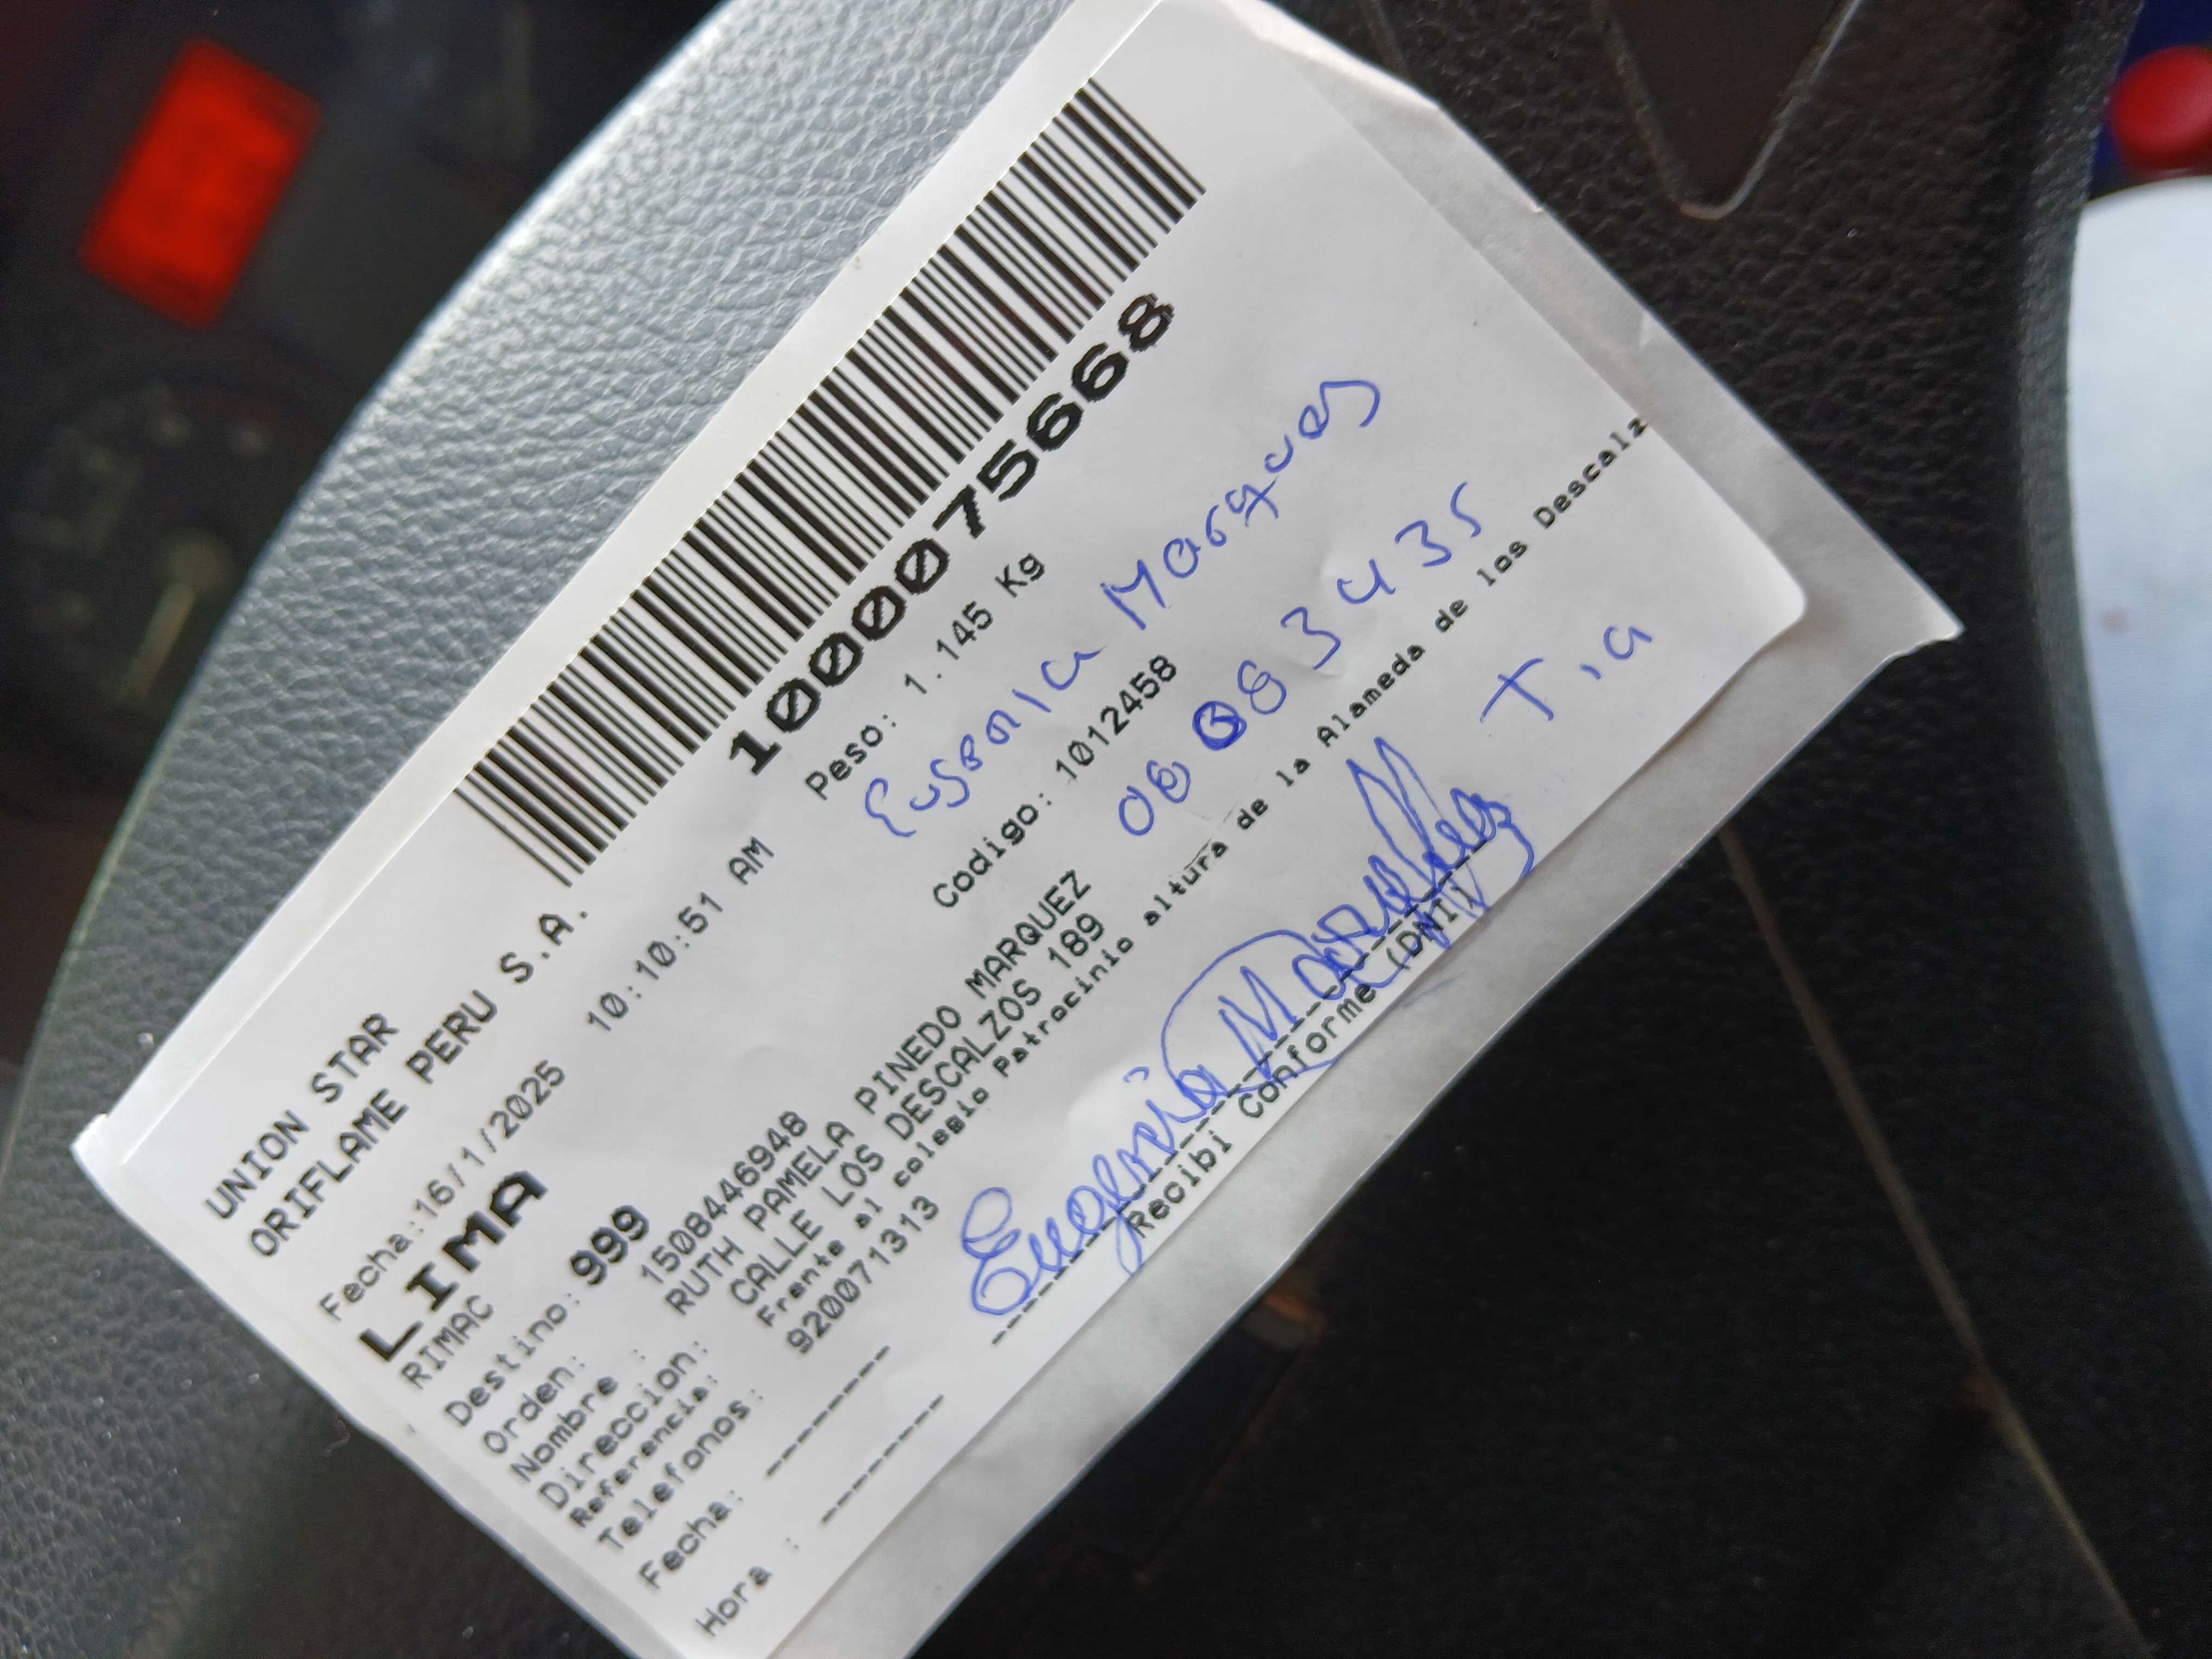 UNION STAR
ORIFLAME PERU S.A.
Fecha:16/1/2025 10:10:51 AM
LIMA
RIMAC
1000075668
Peso: 1.145 Kg
Eugenia Marques
Destino: 999
Codigo: 1012458
Orden: 1508446948
Nombre : RUTH PAMELA PINEDO MARQUEZ
08083435
Direccion: CALLE LOS DESCALZOS 189
Referencia: Frente al colegio Patrocinio altura de de la Alameda de los Descalz
Telefonos: 920071313
Tia
Fecha: ------
Hora : ------
Eugenia
Recibi Conforme (DNI)